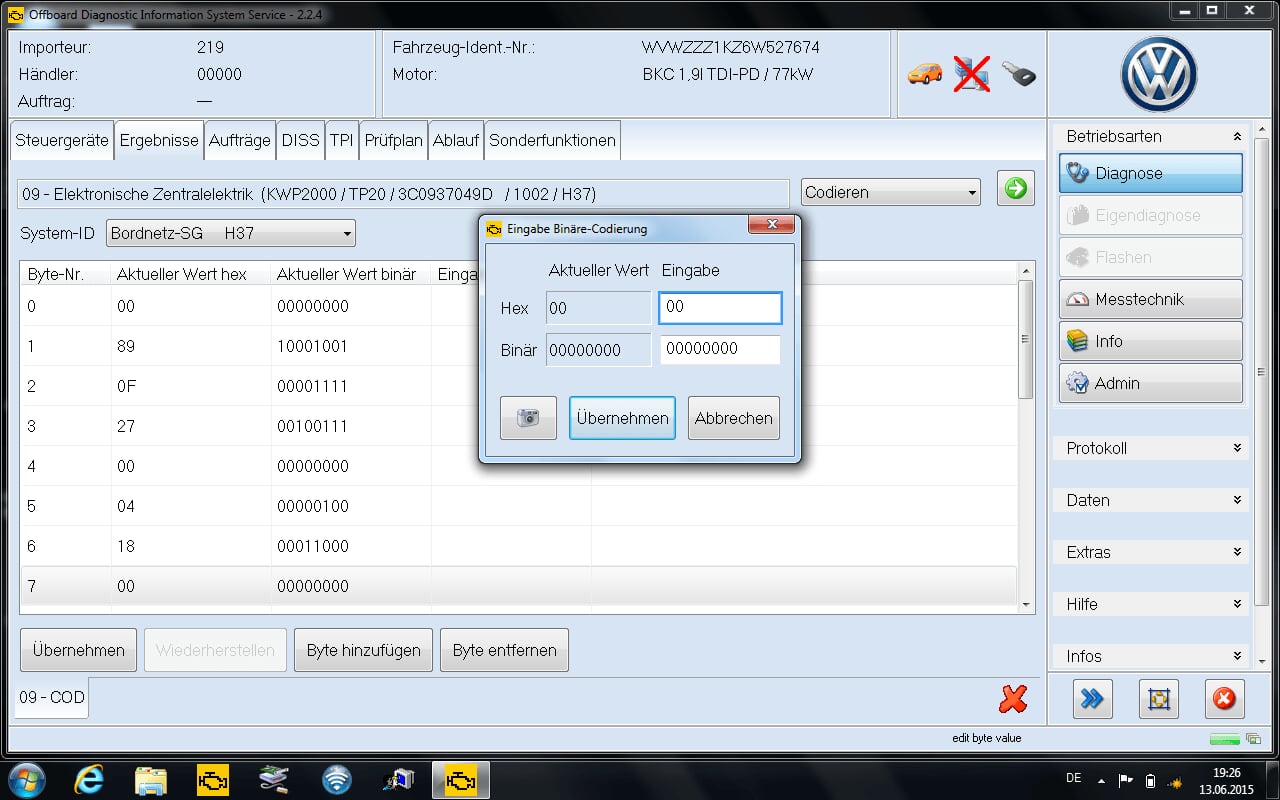 Offboard Diagnostic Information System Service - 2.2.4
Importeur: 219
Händler: 00000
Auftrag: —
Fahrzeug-Ident.-Nr.: WVWZZZ1KZ6W527674
Motor: BKC 1,9l TDI-PD / 77kW
Steuergeräte Ergebnisse Aufträge DISS TPI Prüfplan Ablauf Sonderfunktionen
09 - Elektronische Zentralelektrik (KWP2000 / TP20 / 3C0937049D / 1002 / H37)
Codieren
System-ID Bordnetz-SG H37
Byte-Nr. Aktueller Wert hex Aktueller Wert binär Einga
0 00 00000000
1 89 10001001
2 0F 00001111
3 27 00100111
4 00 00000000
5 04 00000100
6 18 00011000
7 00 00000000
Eingabe Binäre-Codierung
Aktueller Wert Eingabe
Hex 00 00
Binär 00000000 00000000
Übernehmen Abbrechen
Übernehmen Wiederherstellen Byte hinzufügen Byte entfernen
09 - COD
edit byte value
Betriebsarten
Diagnose
Eigendiagnose
Flashen
Messtechnik
Info
Admin
Protokoll
Daten
Extras
Hilfe
Infos
DE
19:26
13.06.2015